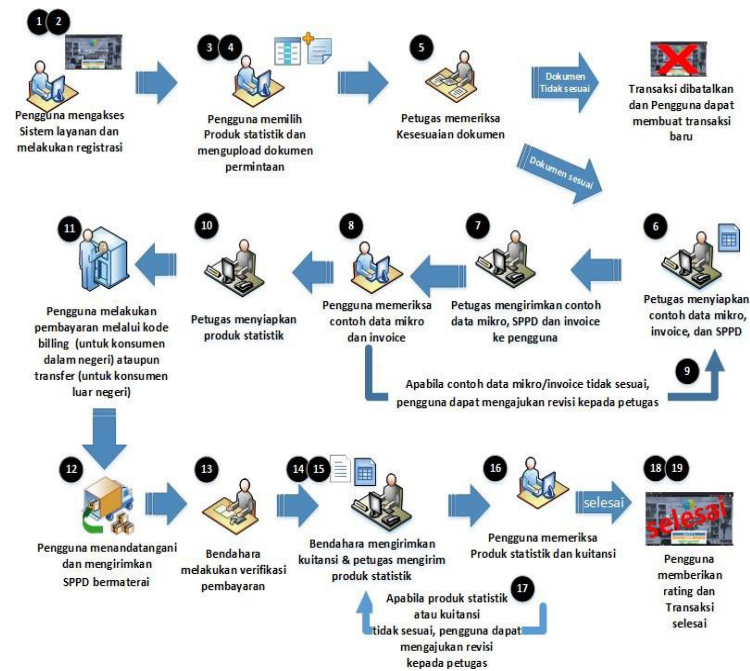 1 2
Pengguna mengakses
Sistem layanan dan
melakukan registrasi
3 4
Pengguna memilih
Produk statistik dan
mengupload dokumen
permintaan
5
Petugas memeriksa
Kesesuaian dokumen
Dokumen
Tidak sesuai
Transaksi dibatalkan
dan Pengguna dapat
membuat transaksi
baru
Dokumen sesuai
6
Petugas menyiapkan
contoh data mikro,
invoice, dan SPPD
7
Petugas mengirimkan contoh
data mikro, SPPD dan invoice
ke pengguna
8
Pengguna memeriksa
contoh data mikro
dan invoice
9
Apabila contoh data mikro/invoice tidak sesuai,
pengguna dapat mengajukan revisi kepada petugas
10
Petugas menyiapkan
produk statistik
11
Pengguna melakukan
pembayaran melalui kode
billing (untuk konsumen
dalam negeri) ataupun
transfer (untuk konsumen
luar negeri)
12
Pengguna menandatangani
dan mengirimkan
SPPD bermaterai
13
Bendahara
melakukan verifikasi
pembayaran
14 15
Bendahara mengirimkan
kuitansi & petugas mengirim
produk statistik
16
Pengguna memeriksa
Produk statistik dan kuitansi
17
Apabila produk statistik
atau kuitansi
tidak sesuai, pengguna dapat
mengajukan revisi
kepada petugas
selesai
18 19
selesai
Pengguna
memberikan
rating dan
Transaksi
selesai